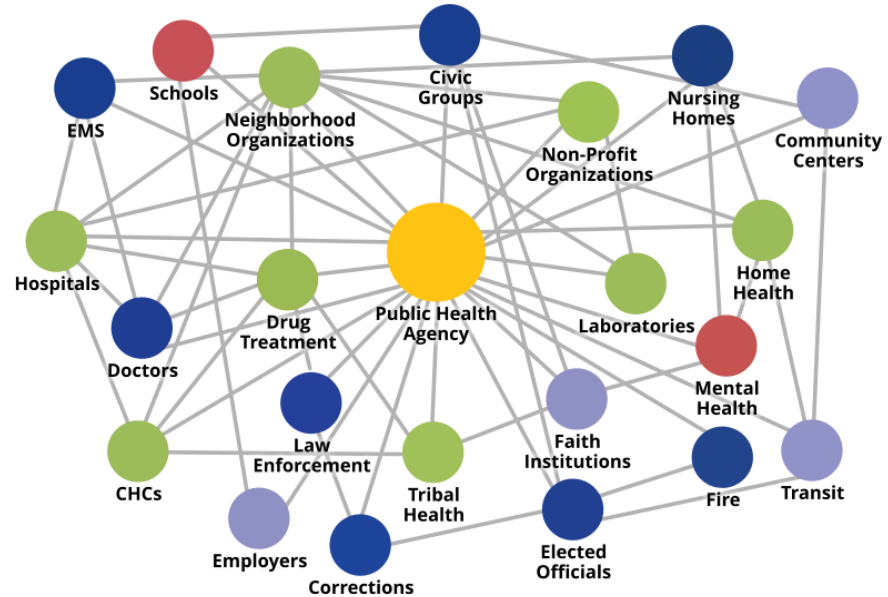 Schools
Civic
Groups
EMS
Neighborhood
Organizations
Nursing
Homes
Community
Centers
Non-Profit
Organizations
Hospitals
Public Health
Agency
Home
Health
Drug
Treatment
Laboratories
Doctors
Mental
Health
Law
Enforcement
Faith
Institutions
CHCs
Tribal
Health
Fire
Transit
Employers
Elected
Officials
Corrections